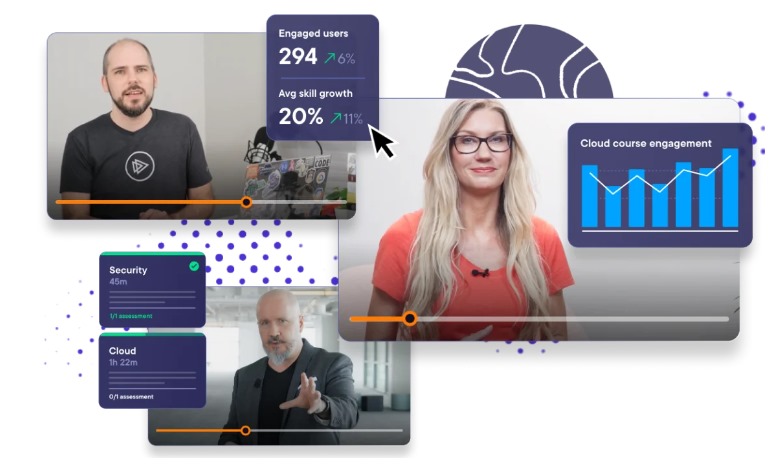 Engaged users
294 ↗6%
Avg skill growth
20% ↗11%
CODE
Cloud course engagement
Security
45m
1/1 assessment
Cloud
1h 22m
0/1 assessment